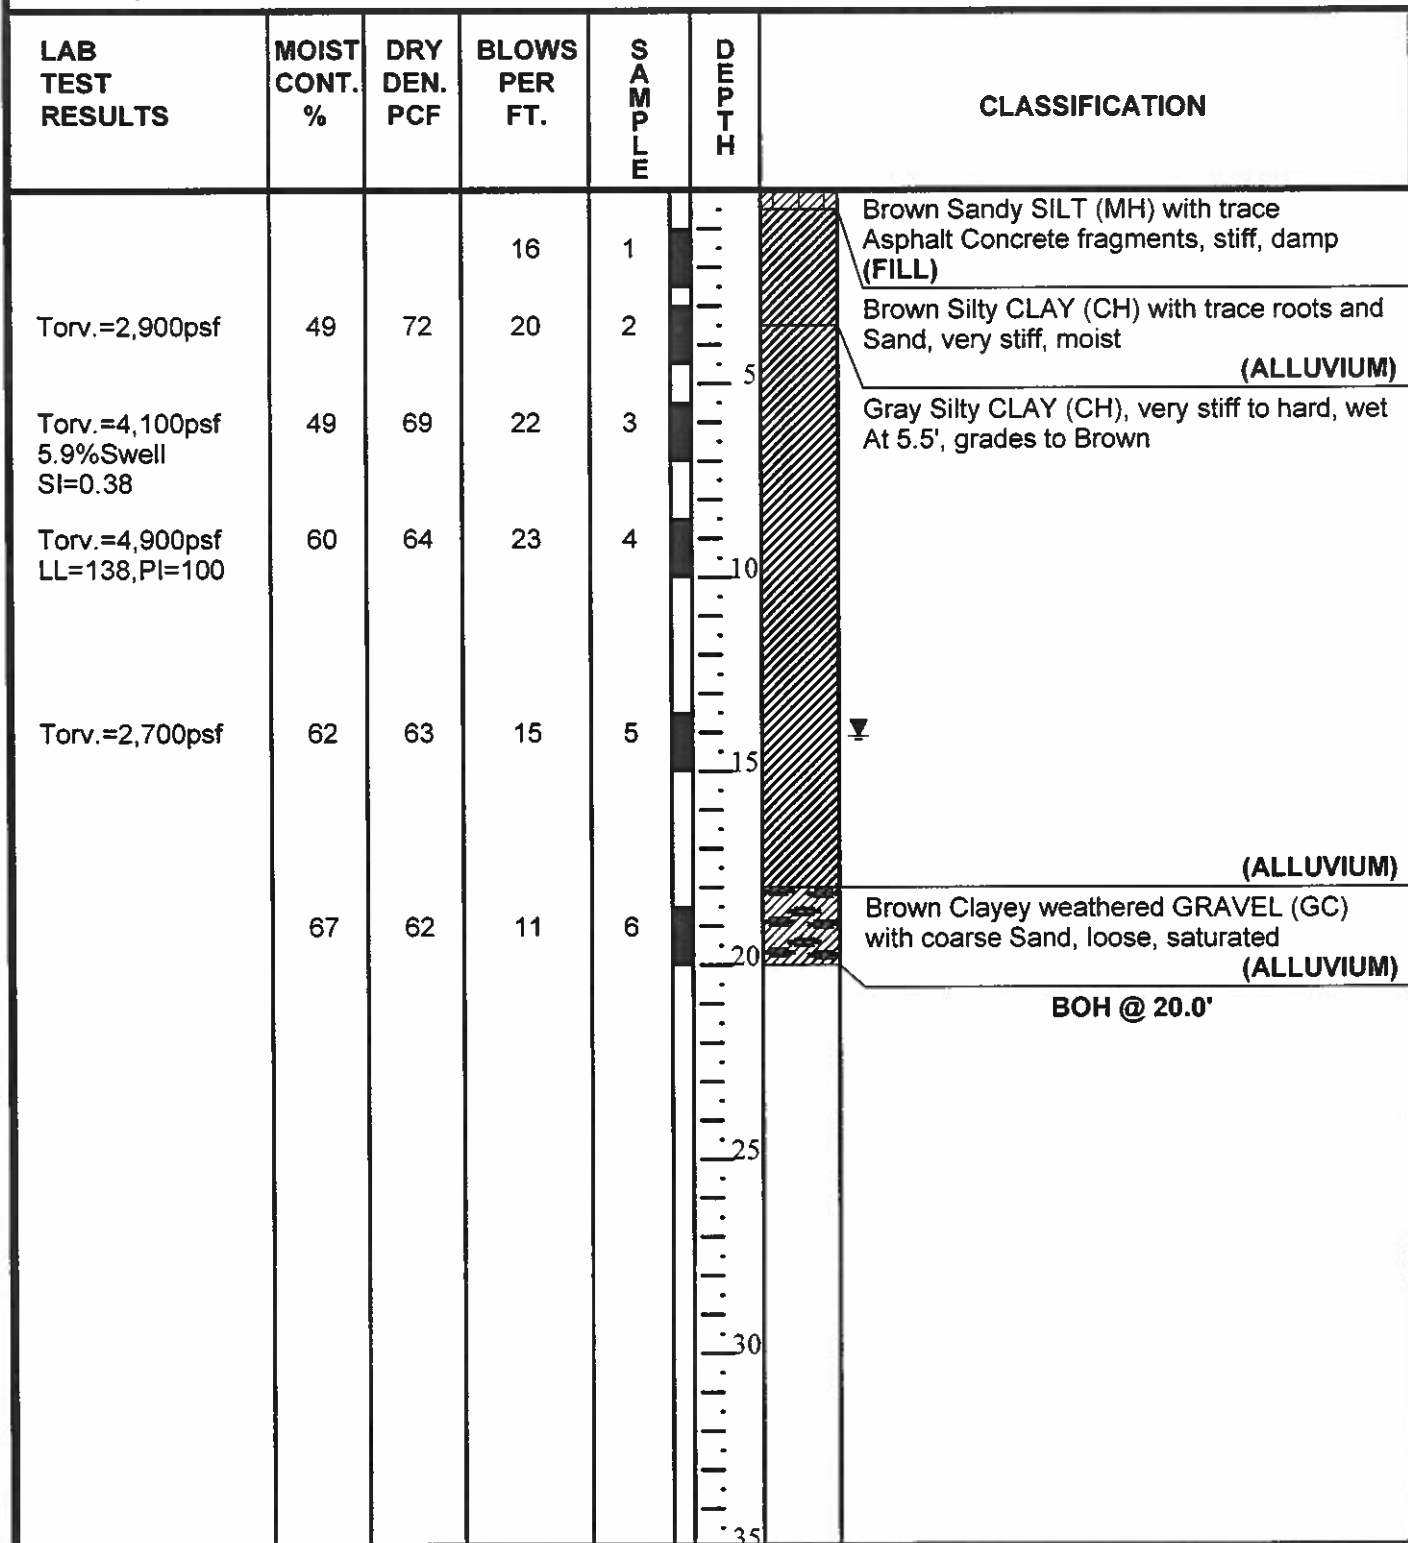 LAB TEST RESULTS
MOIST CONT. %
DRY DEN. PCF
BLOWS PER FT.
SAMPLE
DEPTH
CLASSIFICATION
16 1
Brown Sandy SILT (MH) with trace
Asphalt Concrete fragments, stiff, damp
(FILL)
Torv.=2,900psf 49 72 20 2
Brown Silty CLAY (CH) with trace roots and
Sand, very stiff, moist
(ALLUVIUM)
5
Torv.=4,100psf 49 69 22 3
5.9%Swell
SI=0.38
Gray Silty CLAY (CH), very stiff to hard, wet
At 5.5', grades to Brown
Torv.=4,900psf 60 64 23 4
LL=138,PI=100
10
Torv.=2,700psf 62 63 15 5
15
(ALLUVIUM)
67 62 11 6
Brown Clayey weathered GRAVEL (GC)
with coarse Sand, loose, saturated
20
(ALLUVIUM)
BOH @ 20.0'
25
30
35